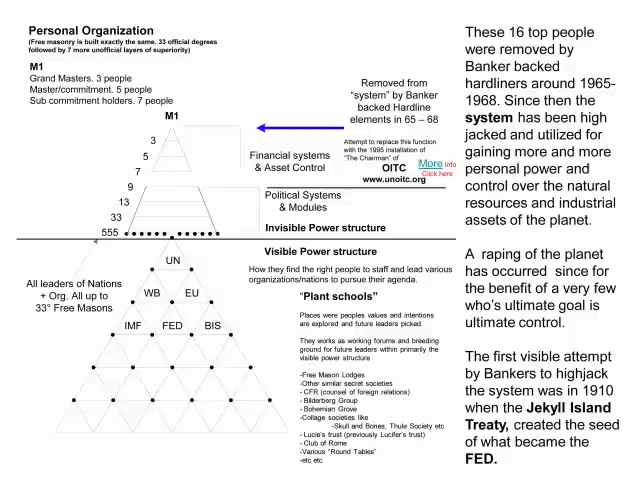 Personal Organization
(Free masonry is built exactly the same. 33 official degrees
followed by 7 more unofficial layers of superiority)
M1
Grand Masters. 3 people
Master/commitment. 5 people
Sub commitment holders. 7 people
M1
3
5
7
9
13
33
555
Removed from
“system” by Banker
backed Hardline
elements in 65 – 68
Financial systems
& Asset Control
Attempt to replace this function
with the 1995 installation of
“The Chairman” of
OITC
www.unoitc.org
More Info
Click here
Political Systems
& Modules
Invisible Power structure
Visible Power structure
All leaders of Nations
+ Org. All up to
33° Free Masons
UN
WB EU
IMF FED BIS
How they find the right people to staff and lead various
organizations/nations to pursue their agenda.
“Plant schools”
Places were peoples values and intentions
are explored and future leaders picked.
They works as working forums and breeding
ground for future leaders within primarily the
visible power structure
-Free Mason Lodges
-Other similar secret societies
- CFR (counsel of foreign relations)
- Bilderberg Group
- Bohemian Grove
-Collage societies like
-Skull and Bones, Thule Society etc
- Lucie’s trust (previously Lucifer’s trust)
- Club of Rome
-Various “Round Tables”
-etc etc
These 16 top people
were removed by
Banker backed
hardliners around 1965-
1968. Since then the
system has been high
jacked and utilized for
gaining more and more
personal power and
control over the natural
resources and industrial
assets of the planet.
A raping of the planet
has occurred since for
the benefit of a very few
who’s ultimate goal is
ultimate control.
The first visible attempt
by Bankers to highjack
the system was in 1910
when the Jekyll Island
Treaty, created the seed
of what became the
FED.